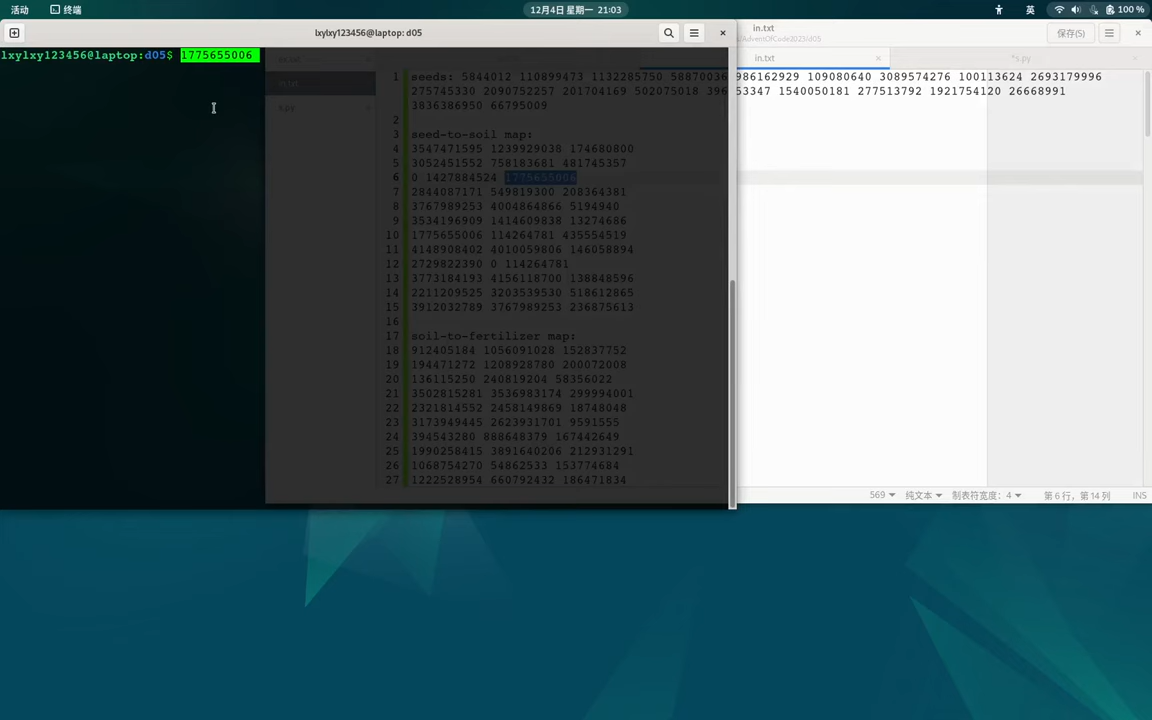 活动 终端 12月4日 星期一 21:03 英 100 %
lxylxy123456@laptop: d05
in.txt
/AdventOfCode2023/d05
保存(S)
lxylxy123456@laptop:d05$ 1775655006
in.txt
*s.py
1 seeds: 5844012 110899473 1132285750 58870036 986162929 109080640 3089574276 100113624 2693179996
275745330 2090752257 201704169 502075018 396 53347 1540050181 277513792 1921754120 26668991
3836386950 66795009
2
3 seed-to-soil map:
4 3547471595 1239929038 174680800
5 3052451552 758183681 481745357
6 0 1427884524 1775655006
7 2844087171 549819300 208364381
8 3767989253 4004864866 5194940
9 3534196909 1414609838 13274686
10 1775655006 114264781 435554519
11 4148908402 4010059806 146058894
12 2729822390 0 114264781
13 3773184193 4156118700 138848596
14 2211209525 3203539530 518612865
15 3912032789 3767989253 236875613
16
17 soil-to-fertilizer map:
18 912405184 1056091028 152837752
19 194471272 1208928780 200072008
20 136115250 240819204 58356022
21 3502815281 3536983174 299994001
22 2321814552 2458149869 18748048
23 3173949445 2623931701 9591555
24 394543280 888648379 167442649
25 1990258415 3891640206 212931291
26 1068754270 54862533 153774684
27 1222528954 660792432 186471834
569 纯文本 制表符宽度：4 第 6 行，第 14 列 INS